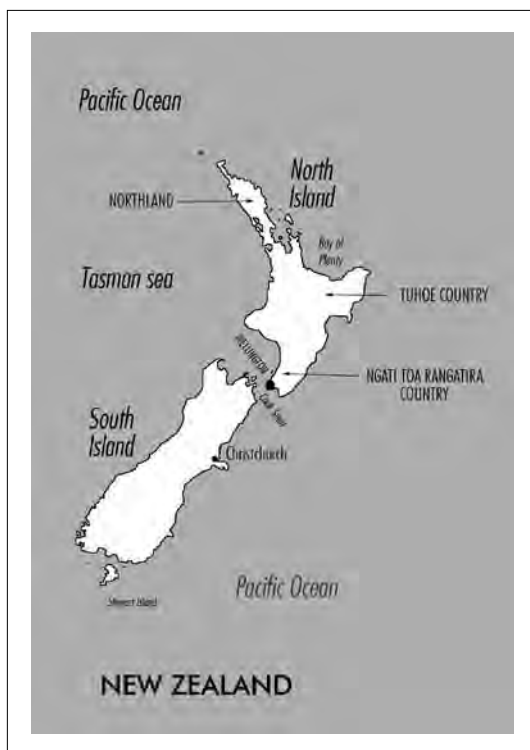 Pacific Ocean
North
Island
NORTHLAND
Bay of
Plenty
Tasman sea
TUHOE COUNTRY
WELLINGTON
NGATI TOA RANGATIRA
COUNTRY
Cook Strait
South
Island
Christchurch
Stewart Island
Pacific Ocean
NEW ZEALAND